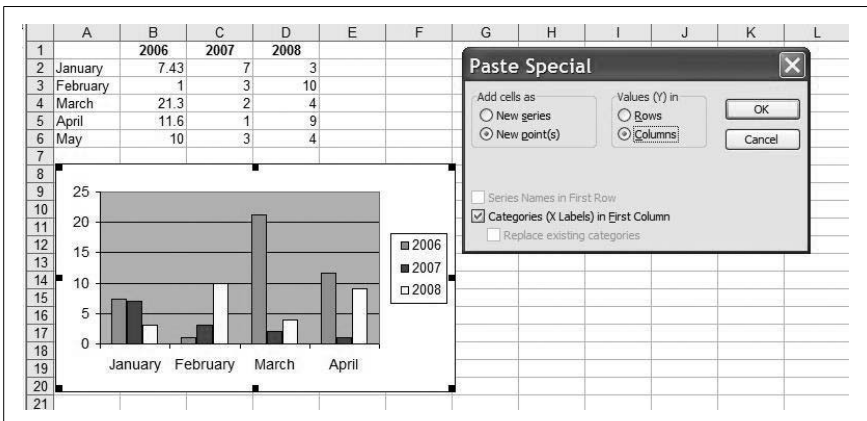 A B C D E F G H I J K L
1 2006 2007 2008
2 January 7.43 7 3
3 February 1 3 10
4 March 21.3 2 4
5 April 11.6 1 9
6 May 10 3 4
7
8
9
10
11
12
13
14
15
16
17
18
19
20
21
25
20
15
10
5
0
January February March April
2006
2007
2008
Paste Special
Add cells as
New series
New point(s)
Values (Y) in
Rows
Columns
OK
Cancel
Series Names in First Row
Categories (X Labels) in First Column
Replace existing categories